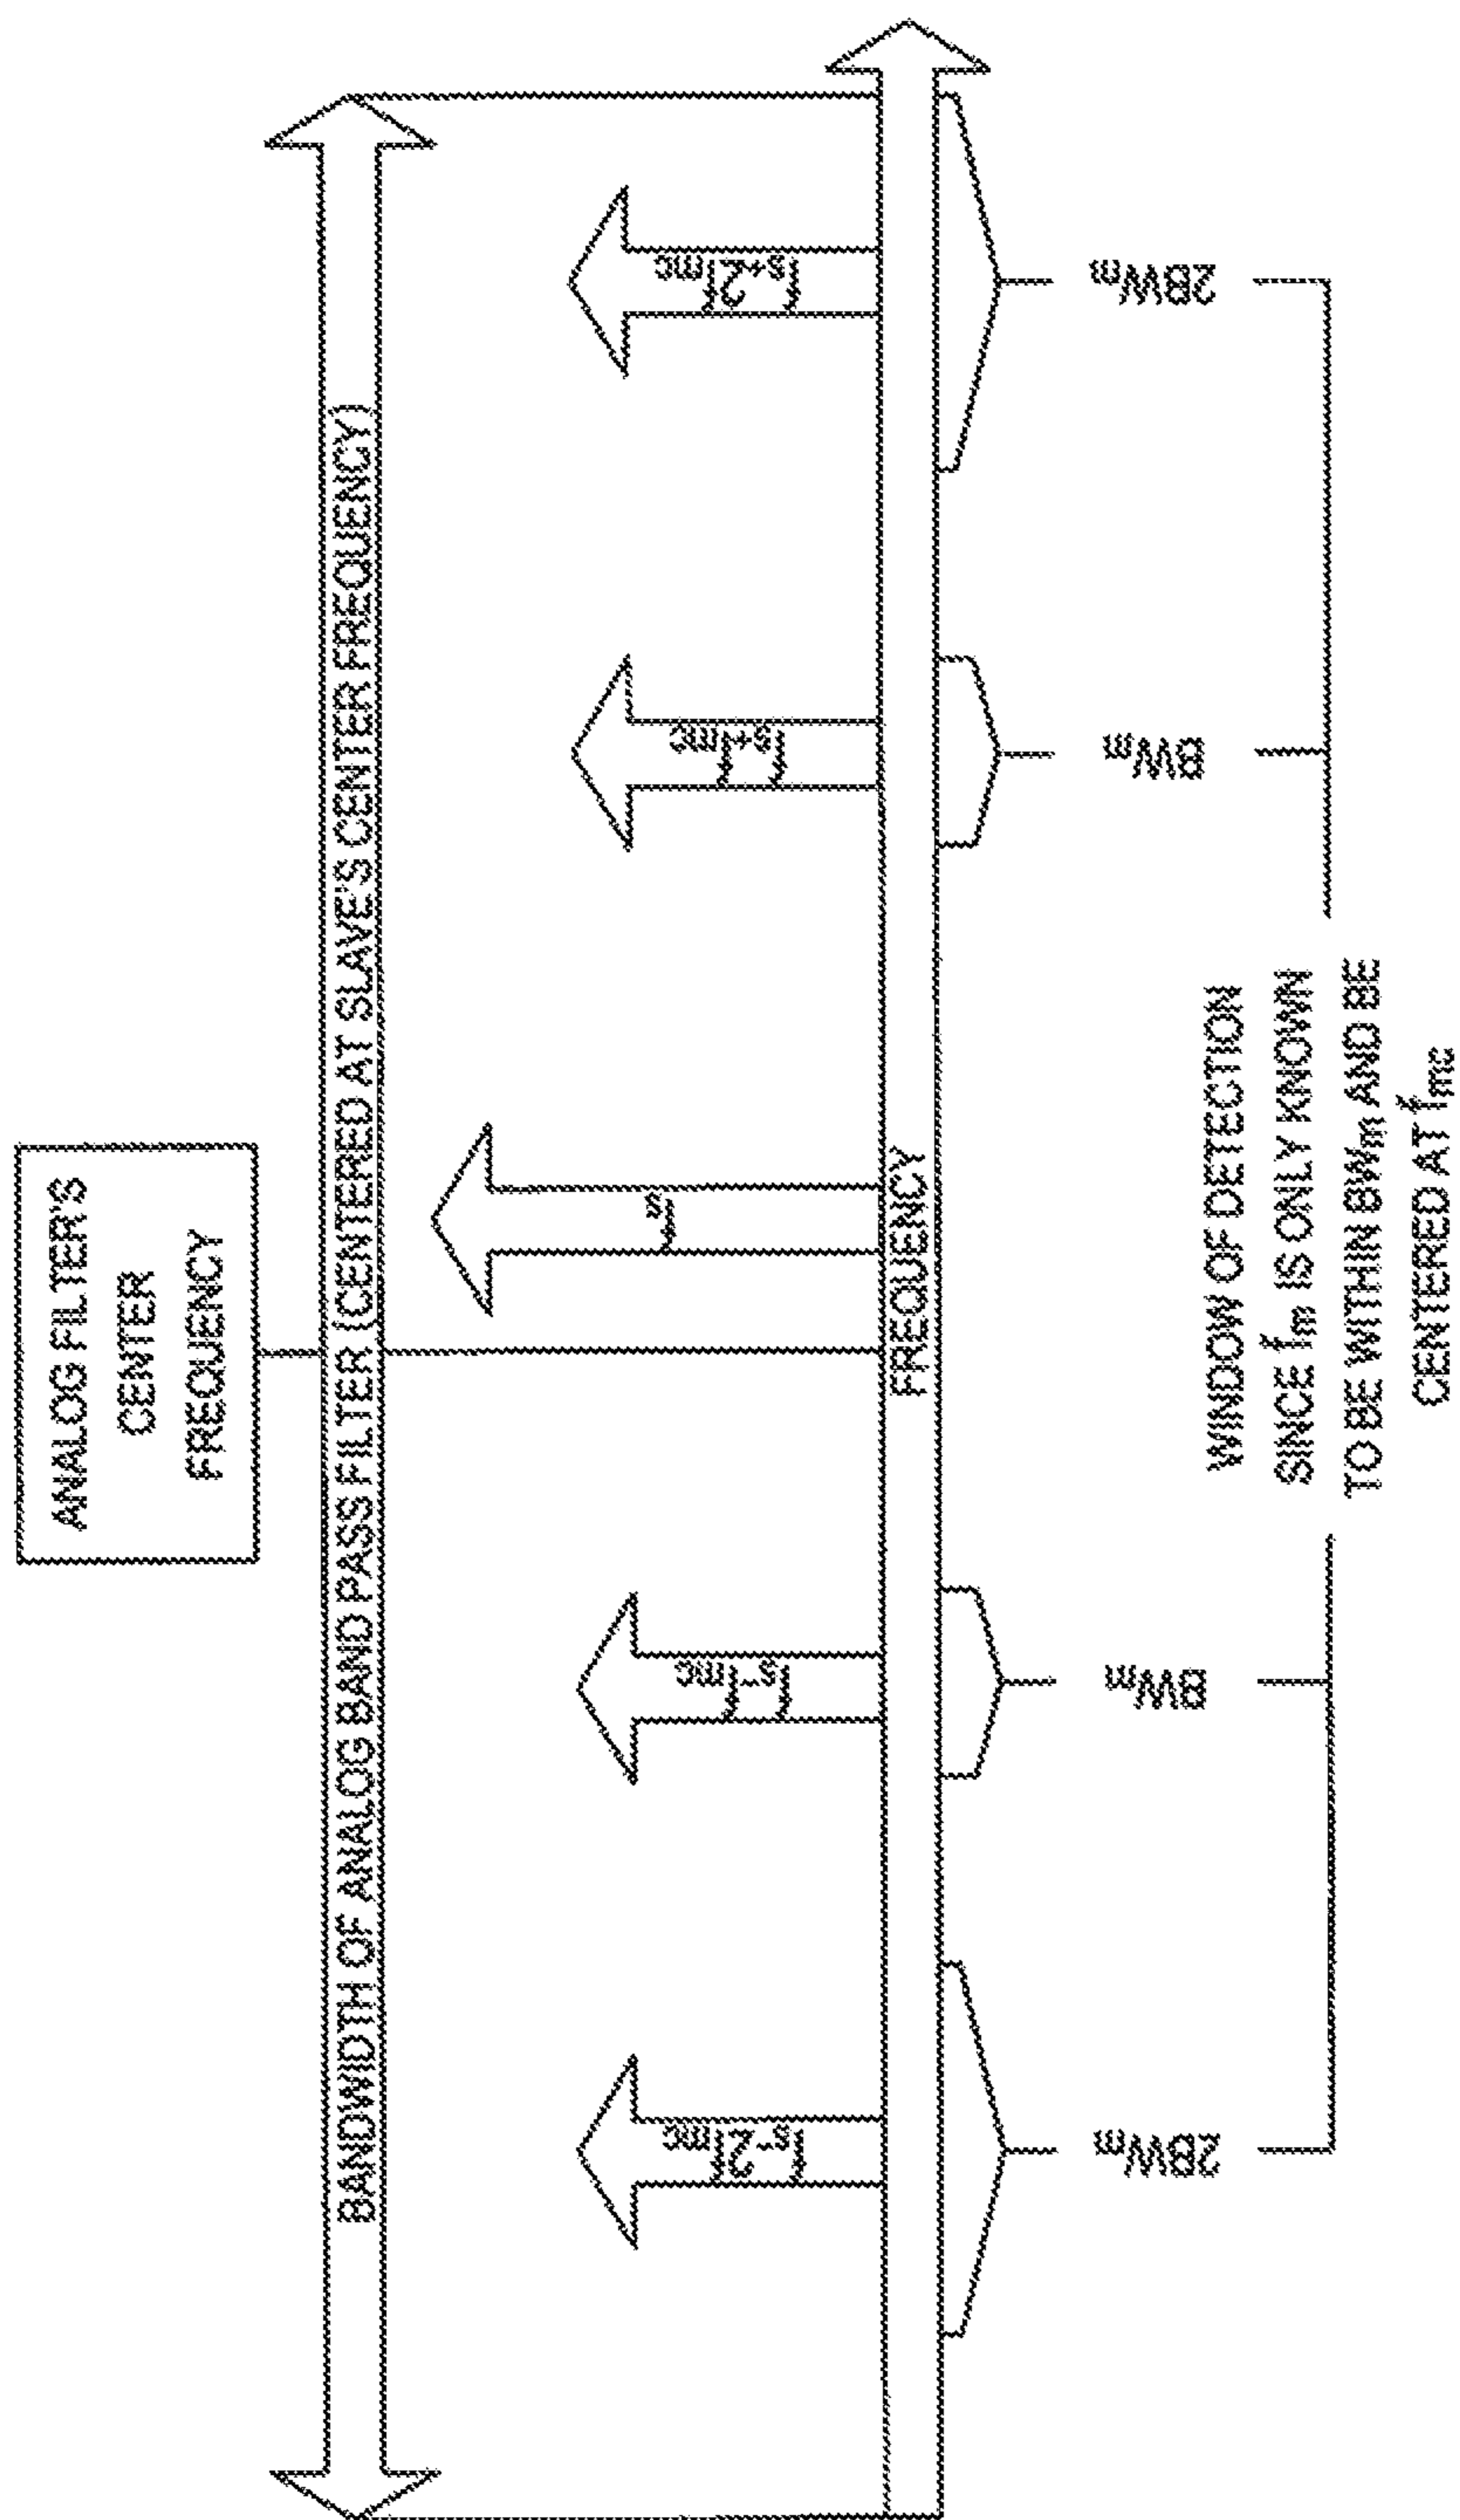 ANALOG FILTER'S
CENTER
FREQUENCY
BANDWIDTH OF ANALOG BAND PASS FILTER (CENTERED AT SLAVE'S CENTER FREQUENCY)
fs-2fmc
fs-fmc
fs
fs+fmc
fs+2fmc
FREQUENCY
2BWm
BWm
BWm
2BWm
WINDOW OF DETECTION
SINCE fm IS ONLY KNOWN
TO BE WITHIN BWm AND BE
CENTERED AT fmc